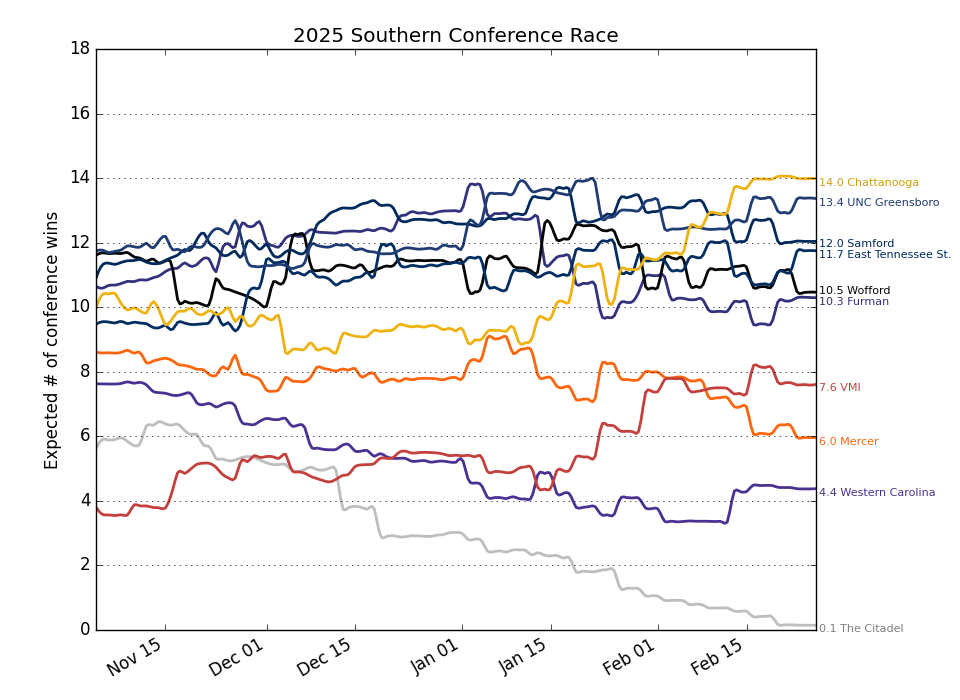 2025 Southern Conference Race
Expected # of conference wins
18
16
14
12
10
8
6
4
2
0
14.0 Chattanooga
13.4 UNC Greensboro
12.0 Samford
11.7 East Tennessee St.
10.5 Wofford
10.3 Furman
7.6 VMI
6.0 Mercer
4.4 Western Carolina
0.1 The Citadel
Nov 15
Dec 01
Dec 15
Jan 01
Jan 15
Feb 01
Feb 15